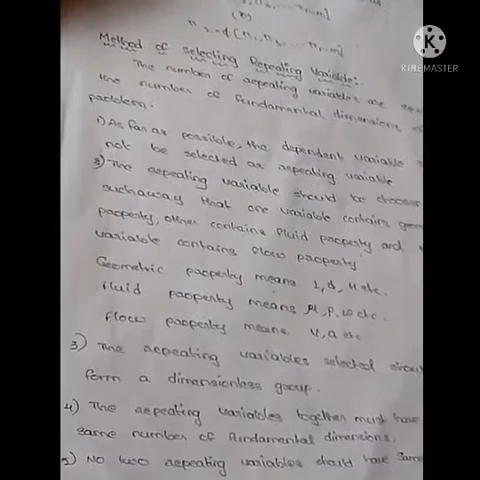 (or)
Method of selecting Repeating Variable:-
The number of repeating variables are
the number of fundamental dimensions
problem.
1) As far as possible, the dependent variable
not be selected as repeating variable
2) The repeating variable should be choosen
suchaway that one variable contains
property, other contains fluid property and
variable contains flow property
Geometric property means l, d, H etc.
fluid property means μ, ρ, ω etc.
flow property means v, a etc
3) The repeating variables selected
form a dimensionless group.
4) The repeating variables together must have
same number of fundamental dimensions.
5) No two repeating variables should have same
K
KINEMASTER